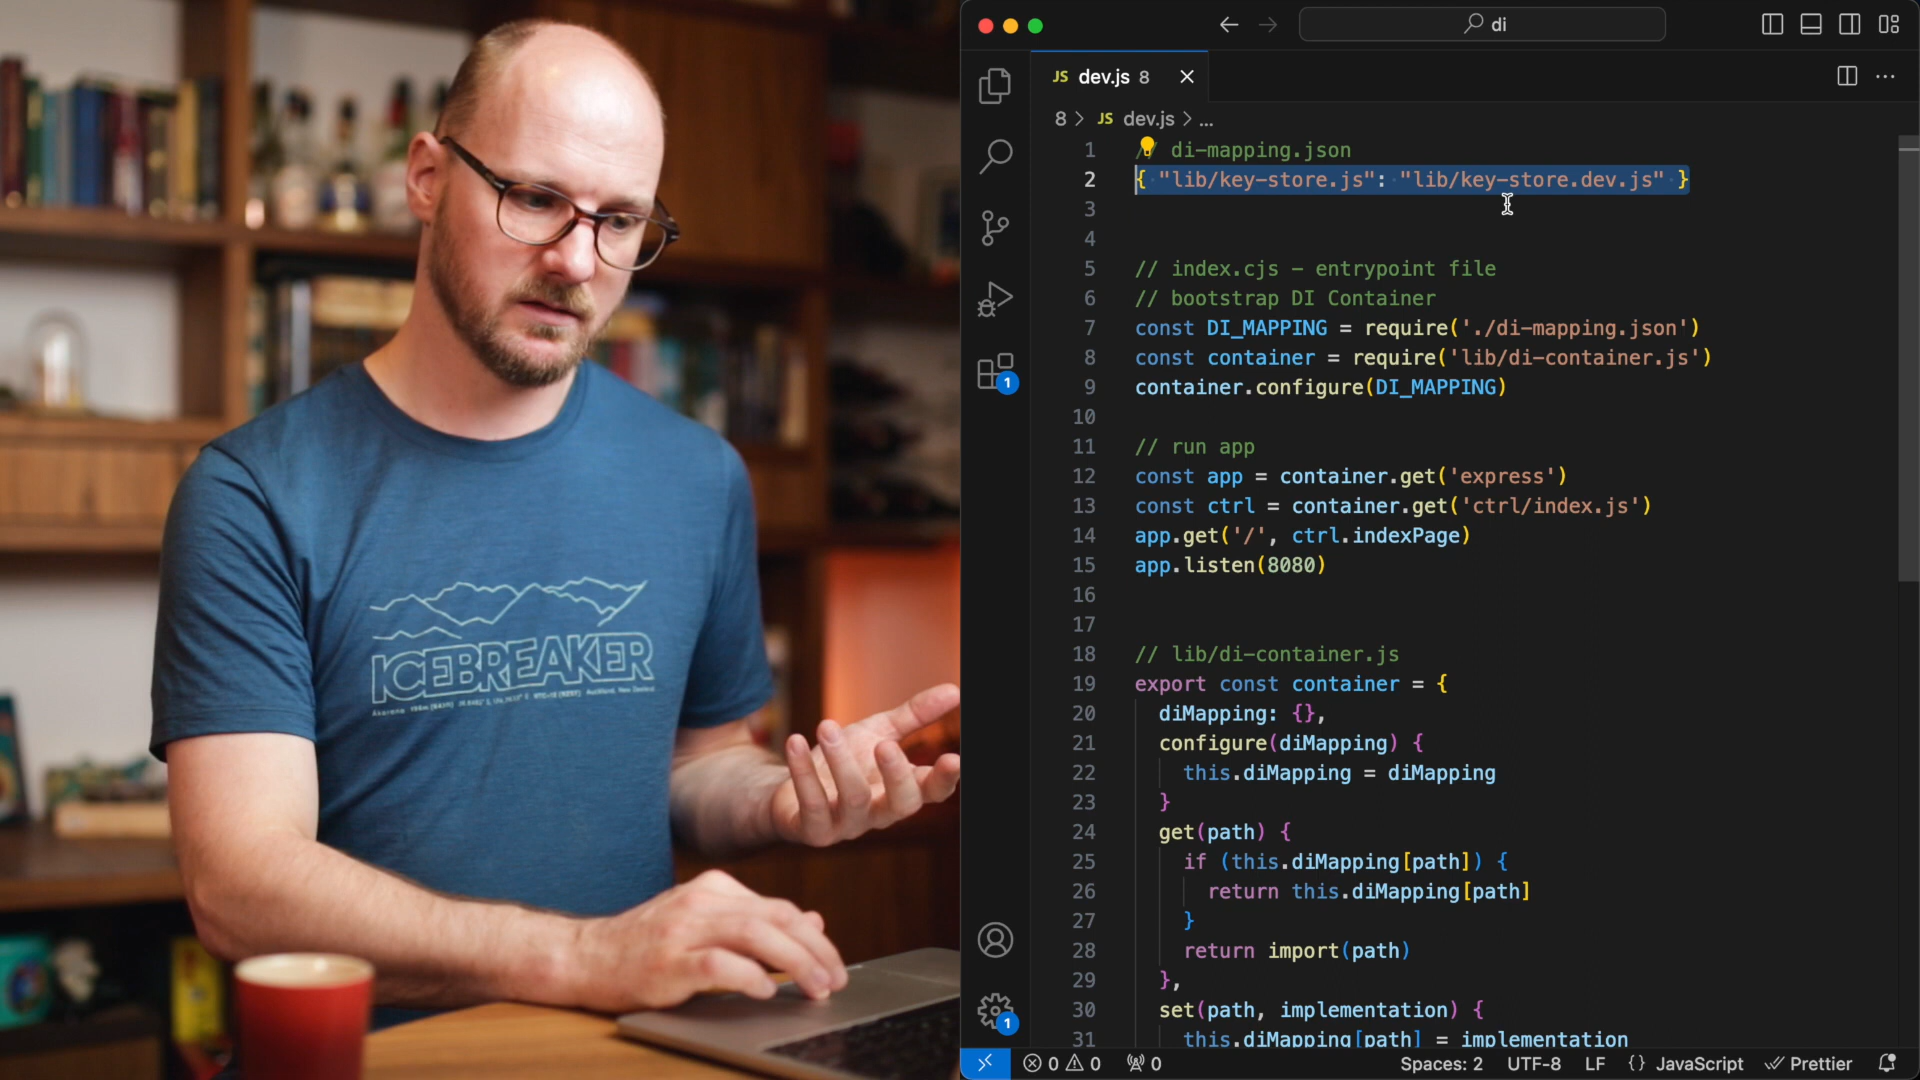 ICEBREAKER
di
JS dev.js 8
8 > JS dev.js > ...
1 // di-mapping.json
2 { "lib/key-store.js": "lib/key-store.dev.js" }
3
4
5 // index.cjs – entrypoint file
6 // bootstrap DI Container
7 const DI_MAPPING = require('./di-mapping.json')
8 const container = require('lib/di-container.js')
9 container.configure(DI_MAPPING)
10
11 // run app
12 const app = container.get('express')
13 const ctrl = container.get('ctrl/index.js')
14 app.get('/', ctrl.indexPage)
15 app.listen(8080)
16
17
18 // lib/di-container.js
19 export const container = {
20 diMapping: {},
21 configure(diMapping) {
22 this.diMapping = diMapping
23 }
24 get(path) {
25 if (this.diMapping[path]) {
26 return this.diMapping[path]
27 }
28 return import(path)
29 },
30 set(path, implementation) {
31 this.diMapping[path] = implementation
1
1
0 0 0 Spaces: 2 UTF-8 LF {} JavaScript Prettier